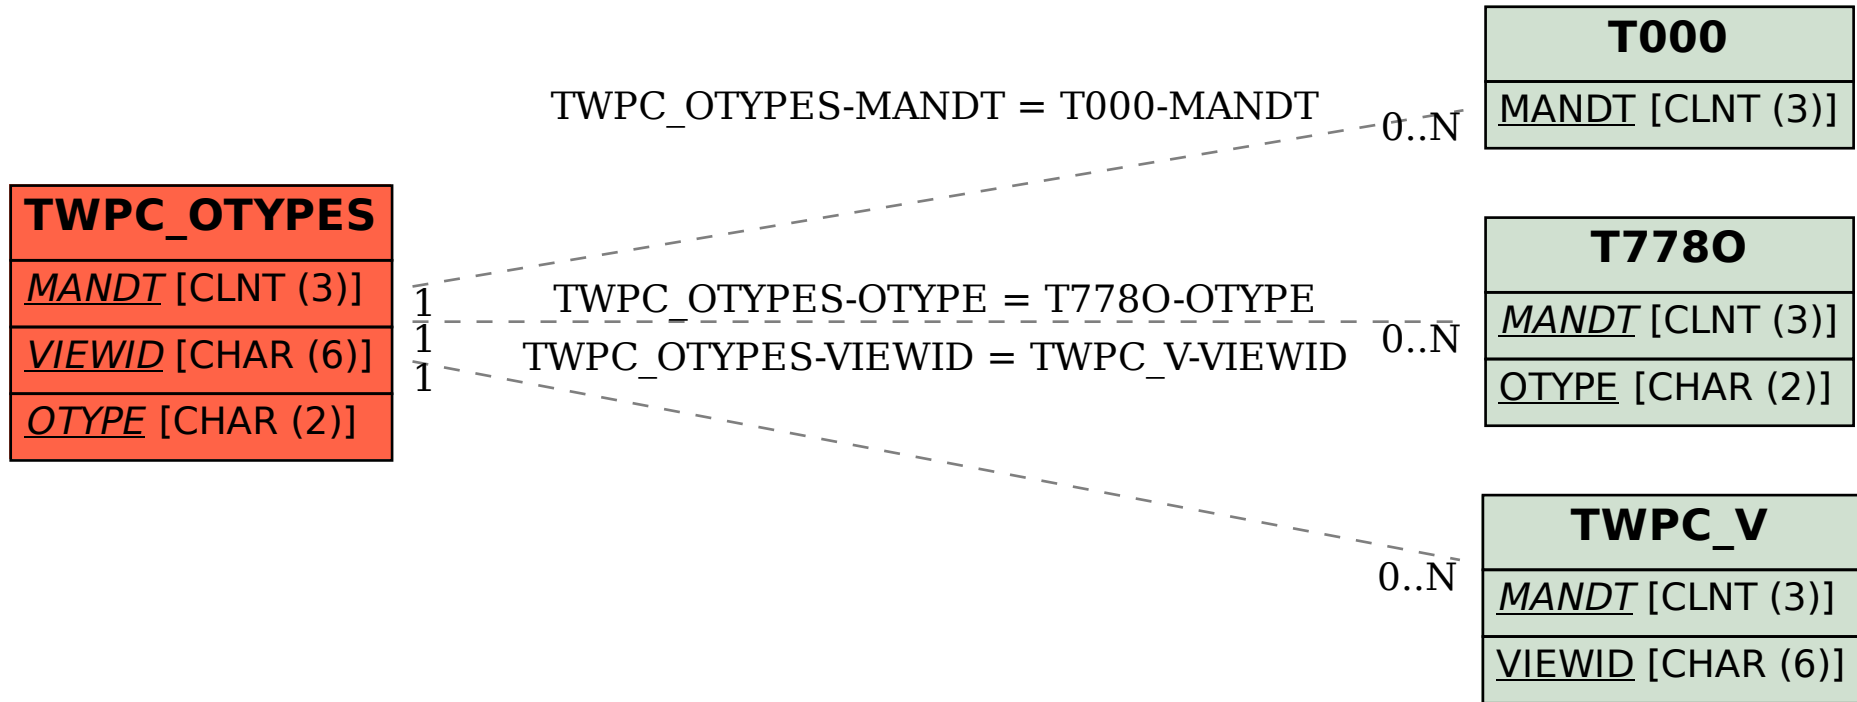 TWPC_OTYPES
MANDT [CLNT (3)]
VIEWID [CHAR (6)]
OTYPE [CHAR (2)]
TWPC_OTYPES-MANDT = T000-MANDT
1
0..N
TWPC_OTYPES-OTYPE = T778O-OTYPE
1
0..N
TWPC_OTYPES-VIEWID = TWPC_V-VIEWID
1
0..N
T000
MANDT [CLNT (3)]
T778O
MANDT [CLNT (3)]
OTYPE [CHAR (2)]
TWPC_V
MANDT [CLNT (3)]
VIEWID [CHAR (6)]